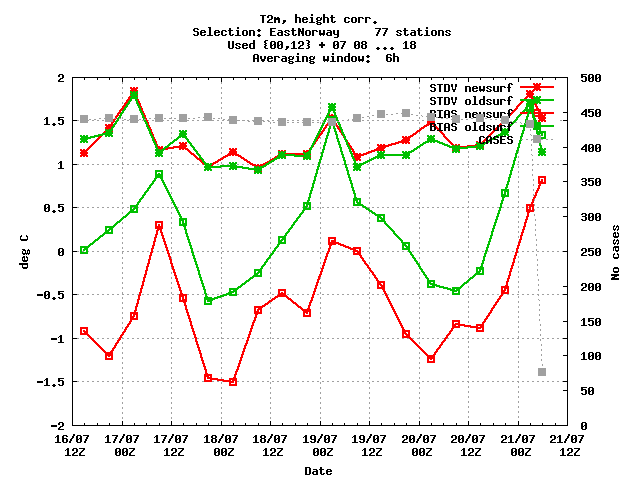 T2m, height corr.
Selection: EastNorway 77 stations
Used {00,12} + 07 08 ... 18
Averaging window: 6h
STDV newsurf
STDV oldsurf
BIAS newsurf
BIAS oldsurf
CASES
2
1.5
1
0.5
0
-0.5
-1
-1.5
-2
deg C
500
450
400
350
300
250
200
150
100
50
0
No cases
16/07 17/07 17/07 18/07 18/07 19/07 19/07 20/07 20/07 21/07 21/07
12Z 00Z 12Z 00Z 12Z 00Z 12Z 00Z 12Z 00Z 12Z
Date